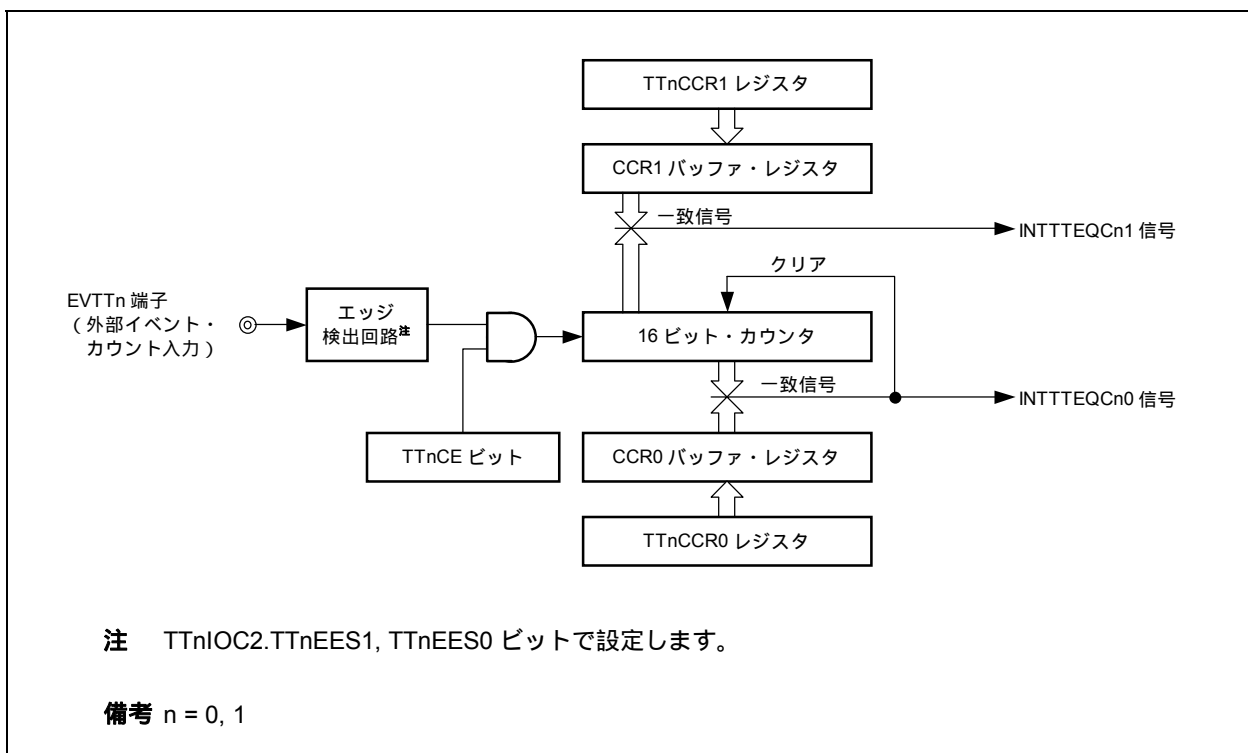 TTnCCR1 レジスタ
CCR1 バッファ・レジスタ
一致信号
INTTTEQCn1 信号
クリア
EVTTn 端子
(外部イベント・
カウント入力)
エッジ
検出回路注
16 ビット・カウンタ
一致信号
INTTTEQCn0 信号
TTnCE ビット
CCR0 バッファ・レジスタ
TTnCCR0 レジスタ
注 TTnIOC2.TTnEES1, TTnEES0 ビットで設定します。
備考 n = 0, 1